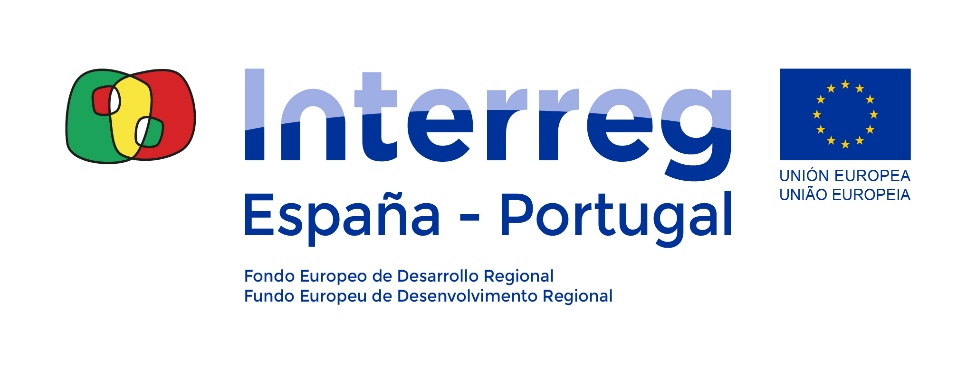 Interreg
España - Portugal
Fondo Europeo de Desarrollo Regional
Fundo Europeu de Desenvolvimento Regional
UNIÓN EUROPEA
UNIÃO EUROPEIA